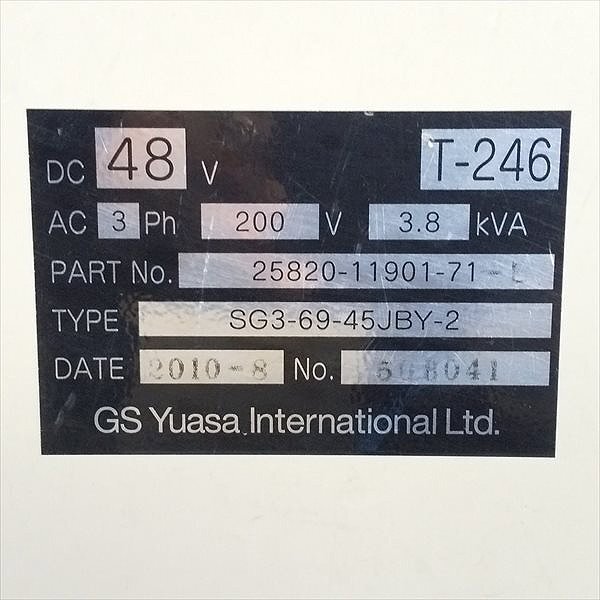 DC 48 V T-246
AC 3 Ph 200 V 3.8 kVA
PART No. 25820-11901-71-L
TYPE SG3-69-45JBY-2
DATE 2010-8 No.
GS Yuasa International Ltd.